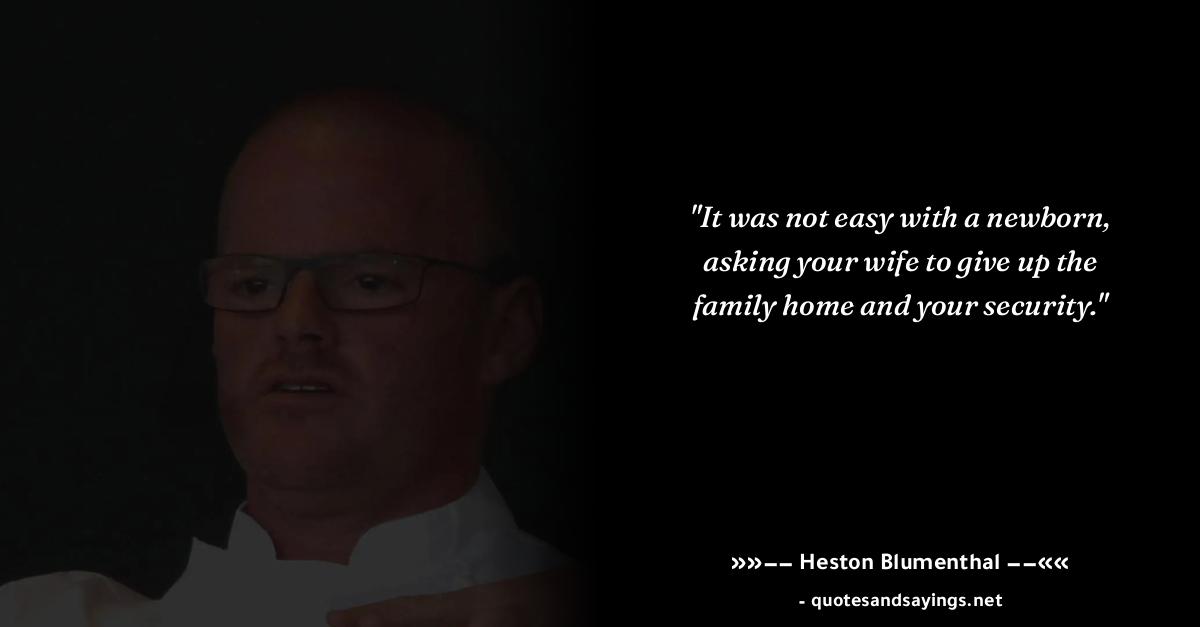 "It was not easy with a newborn,
asking your wife to give up the
family home and your security."
»»−− Heston Blumenthal −−««
- quotesandsayings.net